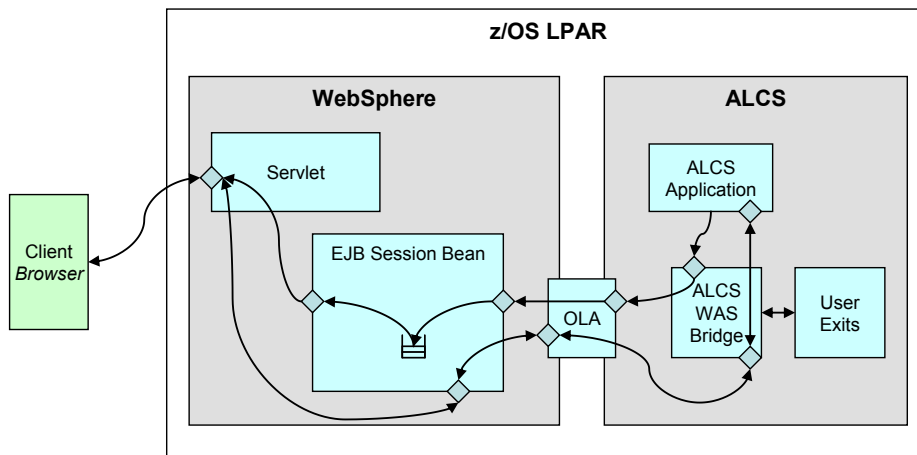 z/OS LPAR
WebSphere
ALCS
Servlet
ALCS
Application
Client
Browser
EJB Session Bean
OLA
ALCS
WAS
Bridge
User
Exits